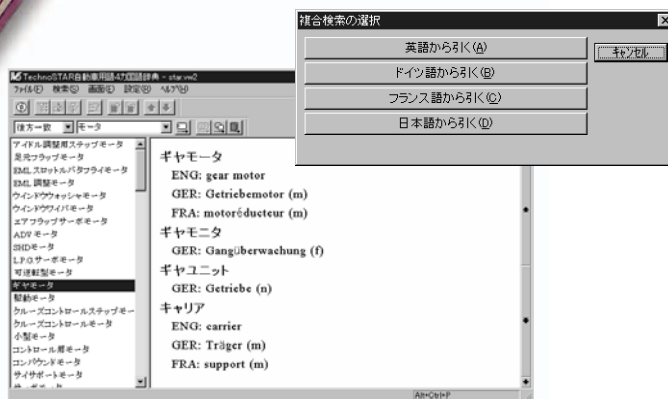 複合検索の選択
英語から引く(A)
キャンセル
ドイツ語から引く(B)
フランス語から引く(C)
日本語から引く(D)
TechnoSTAR自動車用語4カ国語辞典 - star.vw2
ファイル(F) 検索(S) 画面(E) 設定(R) ヘルプ(H)
後方一致 モータ
アイドル調整用ステップモータ
足元フラップモータ
EML スロットルバタフライモータ
EML 調整モータ
ウインドウウォッシャモータ
ウインドウワイパモータ
エアフラップサーボモータ
ADV モータ
SHDモータ
L.P.G.サーボモータ
可逆転型モータ
ギヤモータ
駆動モータ
クルーズコントロールステップモー
クルーズコントロールモータ
小型モータ
コントロール用モータ
コンパウンドモータ
サイサポートモータ
サーボモータ
ギヤモータ
ENG: gear motor
GER: Getriebemotor (m)
FRA: motoréducteur (m)
ギヤモニタ
GER: Gangüberwachung (f)
ギヤユニット
GER: Getriebe (n)
キャリア
ENG: carrier
GER: Träger (m)
FRA: support (m)
Alt+Ctrl+P